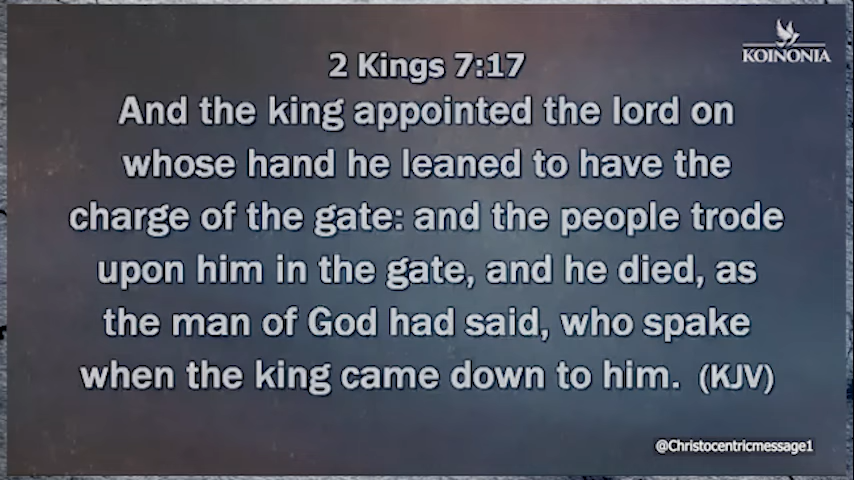 KOINONIA
2 Kings 7:17
And the king appointed the lord on
whose hand he leaned to have the
charge of the gate: and the people trode
upon him in the gate, and he died, as
the man of God had said, who spake
when the king came down to him. (KJV)
@Christocentricmessage1